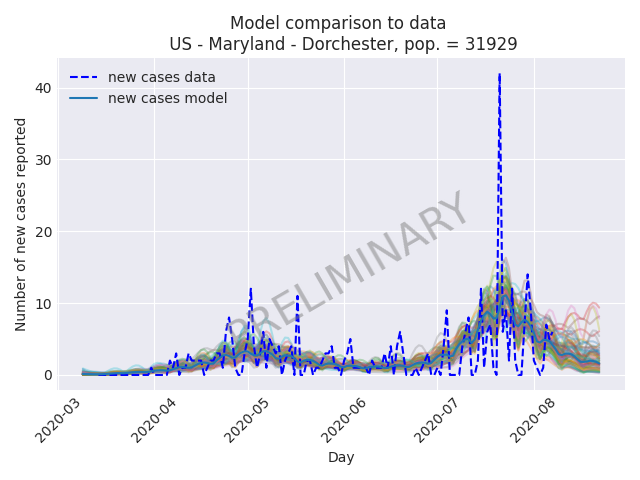 Model comparison to data
US - Maryland - Dorchester, pop. = 31929
new cases data
new cases model
Number of new cases reported
40
30
20
10
0
PRELIMINARY
2020-03
2020-04
2020-05
2020-06
2020-07
2020-08
Day